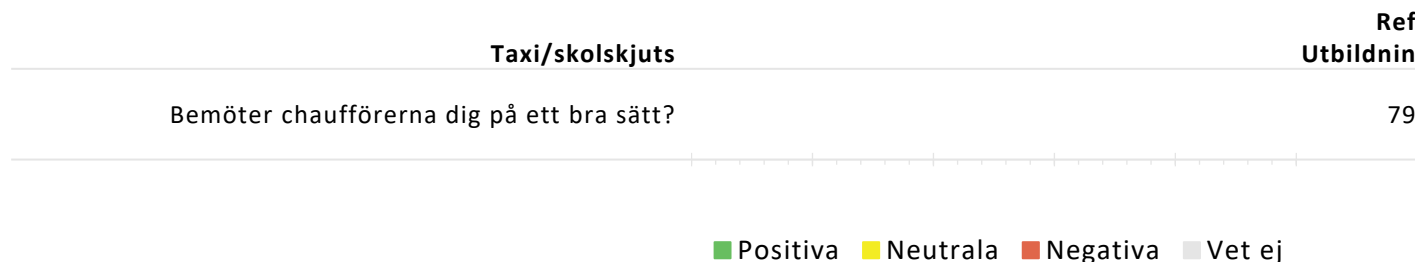 Ref
Taxi/skolskjuts Utbildnin
Bemöter chaufförerna dig på ett bra sätt? 79
Positiva Neutrala Negativa Vet ej